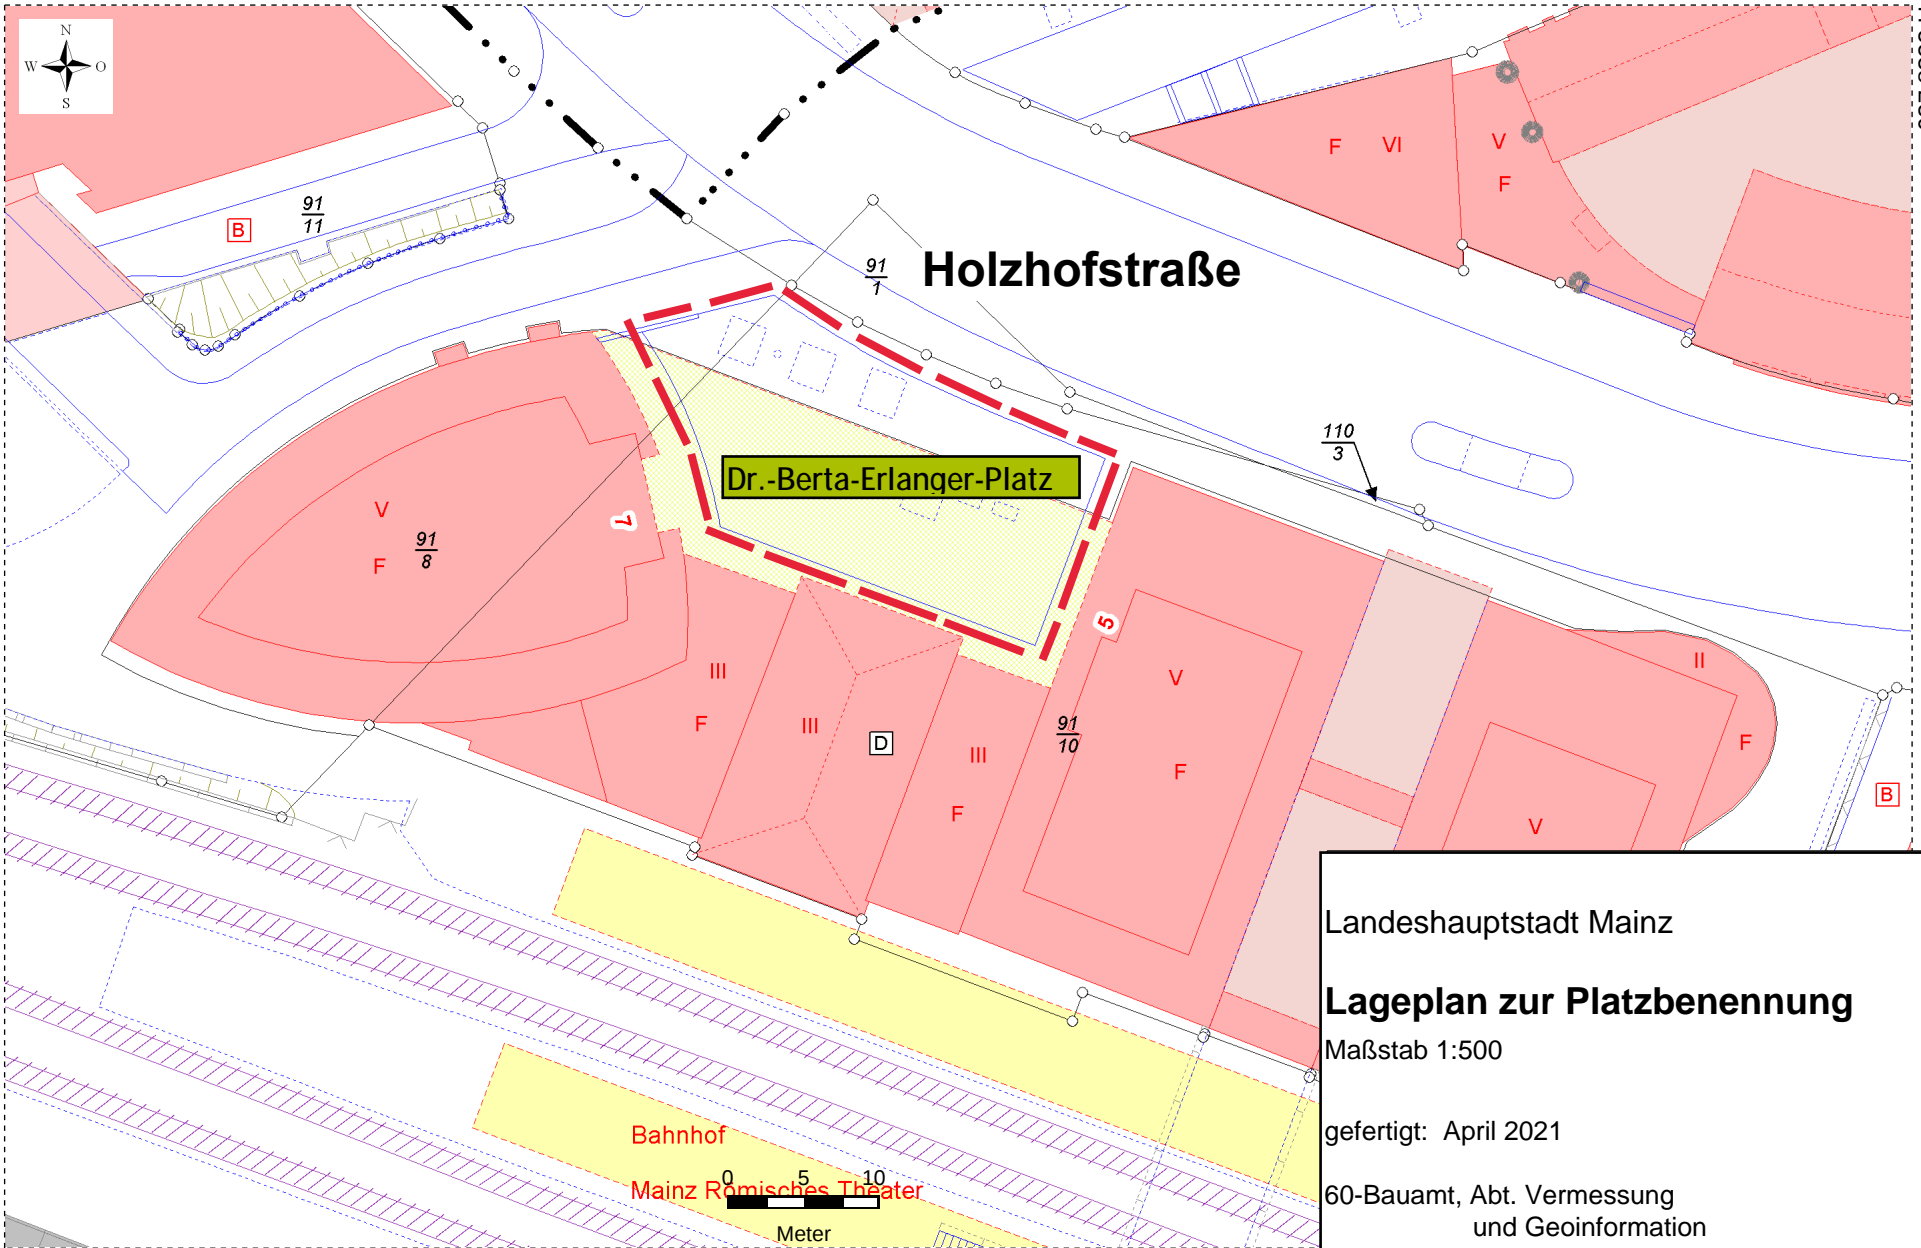 N
W O
S
91
11
B
91
1
Holzhofstraße
F VI
V
F
110
3
Dr.-Berta-Erlanger-Platz
V
F
91
8
7
5
III
F
III
D
III
F
91
10
V
F
II
F
V
B
Bahnhof
Mainz Römisches Theater
0 5 10
Meter
Landeshauptstadt Mainz
Lageplan zur Platzbenennung
Maßstab 1:500
gefertigt: April 2021
60-Bauamt, Abt. Vermessung
und Geoinformation